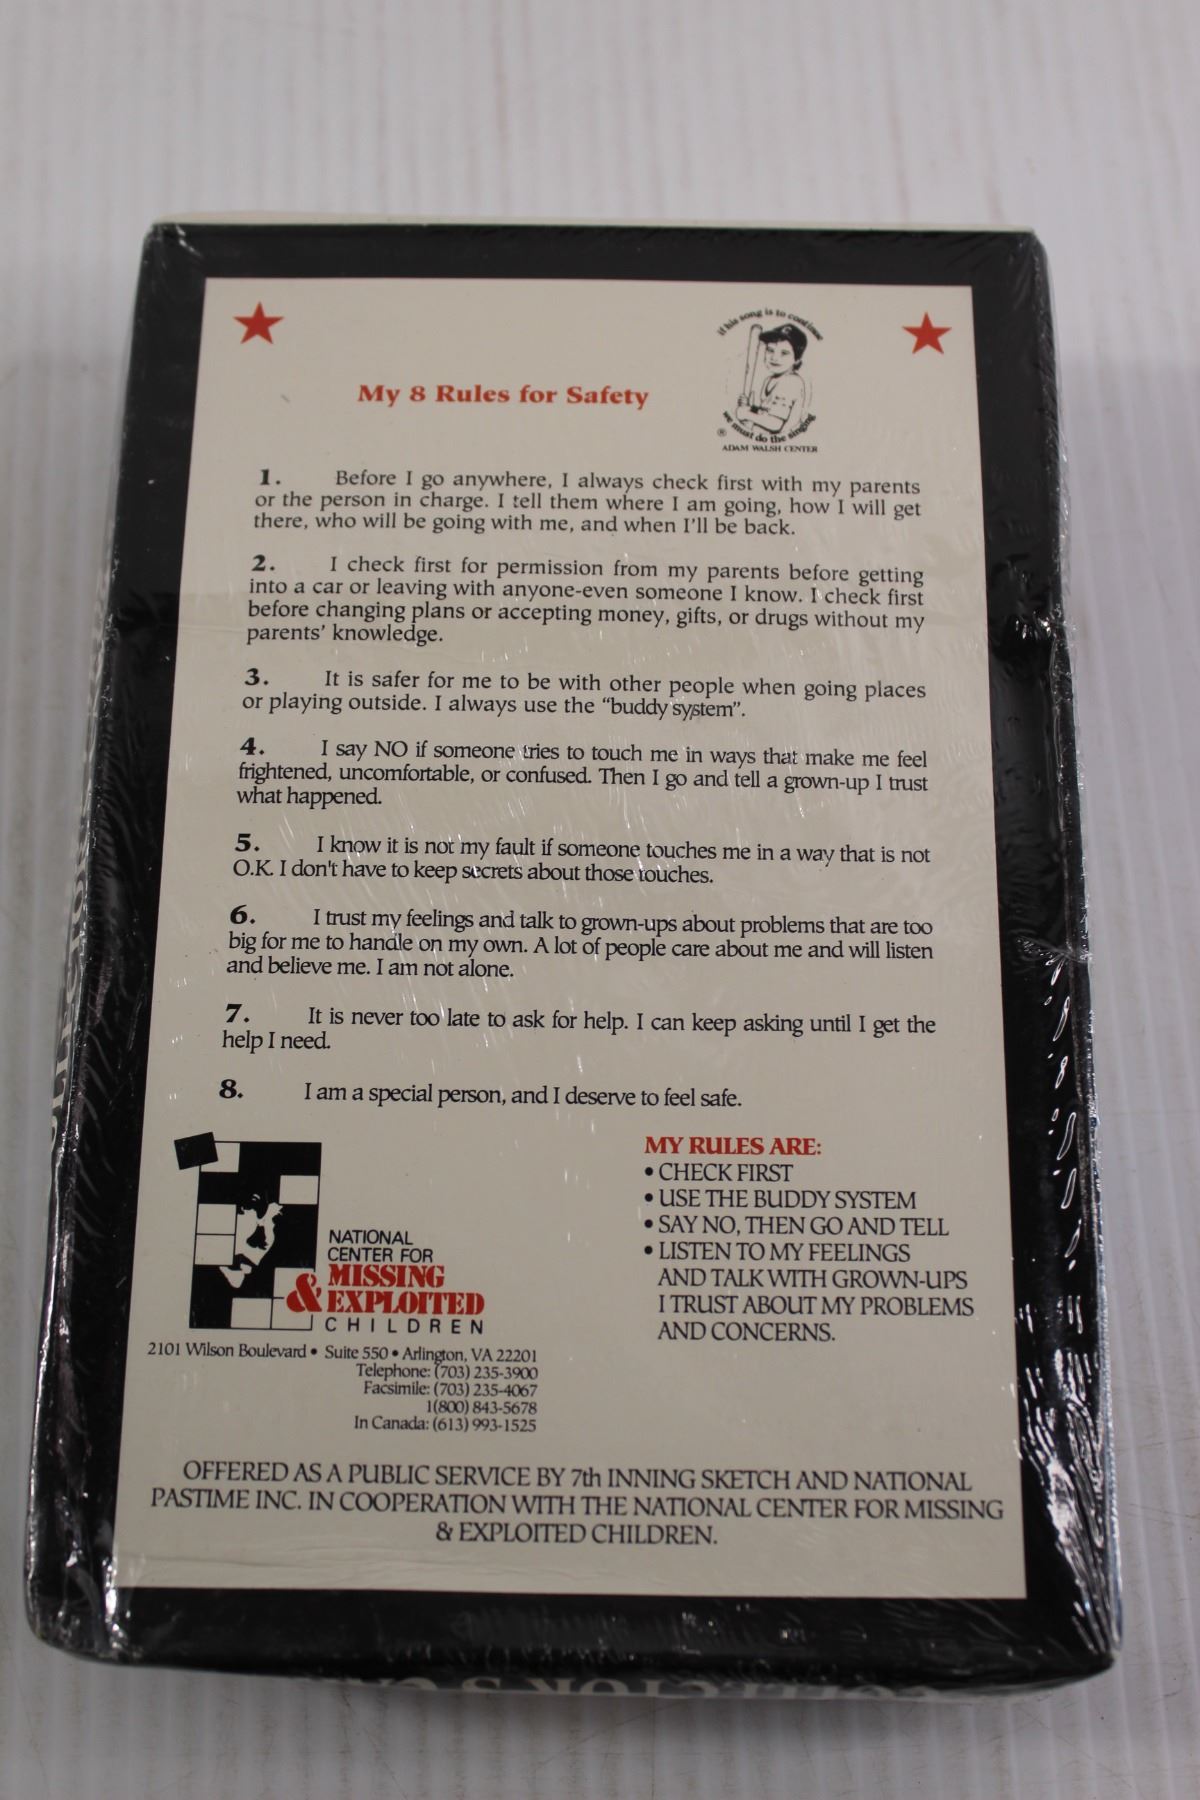 if his song is to continue
we must do the singing
®
ADAM WALSH CENTER
My 8 Rules for Safety
1. Before I go anywhere, I always check first with my parents
or the person in charge. I tell them where I am going, how I will get
there, who will be going with me, and when I'll be back.
2. I check first for permission from my parents before getting
into a car or leaving with anyone-even someone I know. I check first
before changing plans or accepting money, gifts, or drugs without my
parents' knowledge.
3. It is safer for me to be with other people when going places
or playing outside. I always use the "buddy system".
4. I say NO if someone tries to touch me in ways that make me feel
frightened, uncomfortable, or confused. Then I go and tell a grown-up I trust
what happened.
5. I know it is not my fault if someone touches me in a way that is not
O.K. I don't have to keep secrets about those touches.
6. I trust my feelings and talk to grown-ups about problems that are too
big for me to handle on my own. A lot of people care about me and will listen
and believe me. I am not alone.
7. It is never too late to ask for help. I can keep asking until I get the
help I need.
8. I am a special person, and I deserve to feel safe.
NATIONAL
CENTER FOR
MISSING
& EXPLOITED
CHILDREN
2101 Wilson Boulevard • Suite 550 • Arlington, VA 22201
Telephone: (703) 235-3900
Facsimile: (703) 235-4067
1(800) 843-5678
In Canada: (613) 993-1525
MY RULES ARE:
• CHECK FIRST
• USE THE BUDDY SYSTEM
• SAY NO, THEN GO AND TELL
• LISTEN TO MY FEELINGS
AND TALK WITH GROWN-UPS
I TRUST ABOUT MY PROBLEMS
AND CONCERNS.
OFFERED AS A PUBLIC SERVICE BY 7th INNING SKETCH AND NATIONAL
PASTIME INC. IN COOPERATION WITH THE NATIONAL CENTER FOR MISSING
& EXPLOITED CHILDREN.